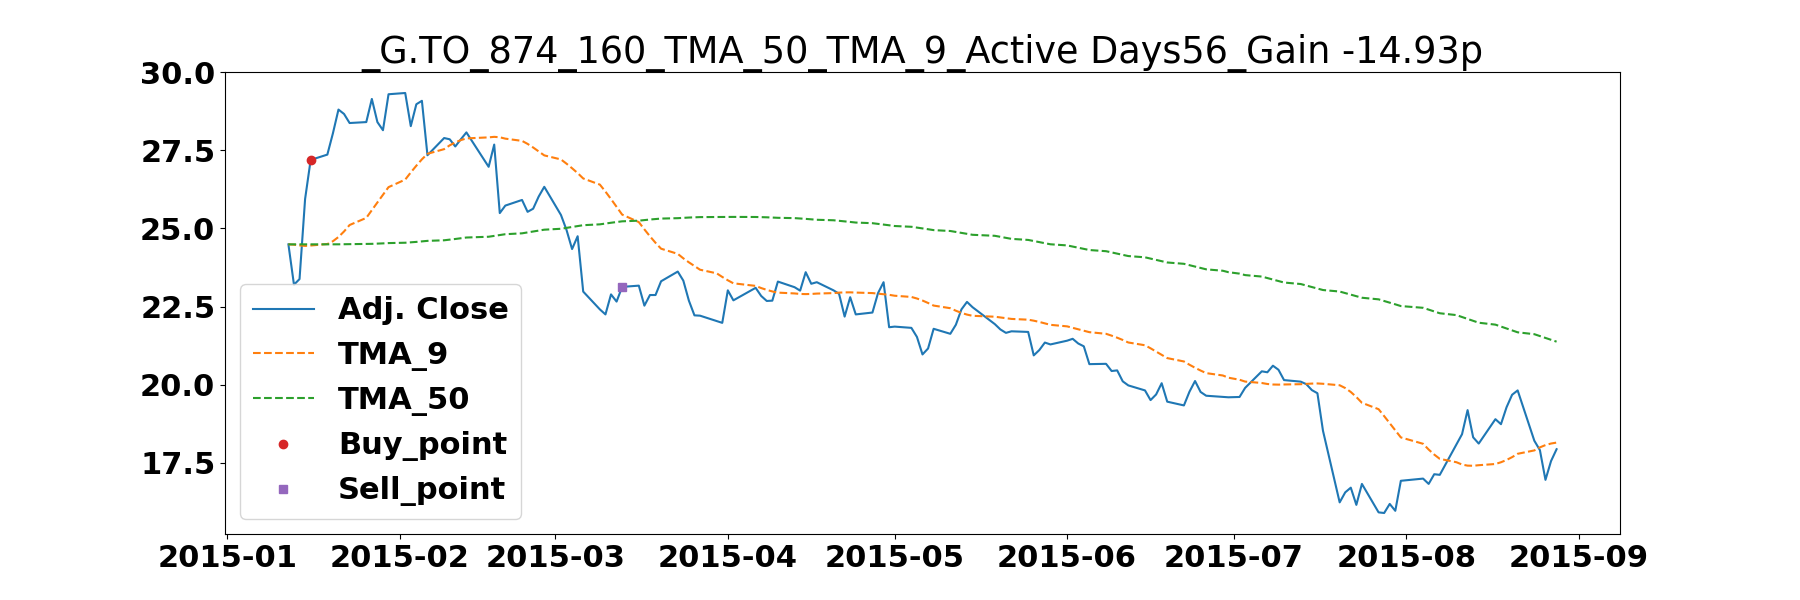 _G.TO_874_160_TMA_50_TMA_9_Active Days56_Gain -14.93p
30.0
27.5
25.0
22.5
20.0
17.5
Adj. Close
TMA_9
TMA_50
Buy_point
Sell_point
2015-01 2015-02 2015-03 2015-04 2015-05 2015-06 2015-07 2015-08 2015-09